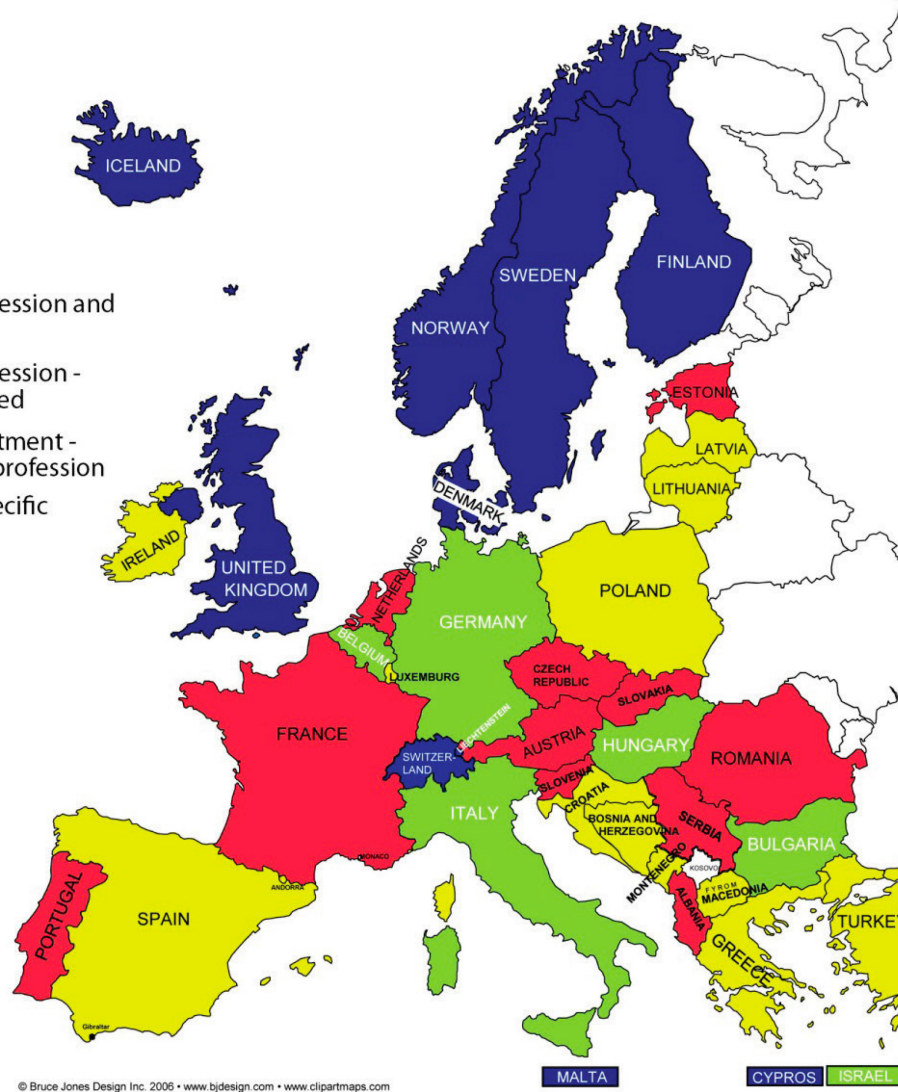 ICELAND
SWEDEN
FINLAND
NORWAY
ession and
ession -
ed
tment -
profession
ecific
ESTONIA
LATVIA
LITHUANIA
DENMARK
IRELAND
UNITED
KINGDOM
NETHERLANDS
BELGIUM
LUXEMBURG
GERMANY
POLAND
CZECH
REPUBLIC
SLOVAKIA
FRANCE
LIECHTENSTEIN
SWITZER-
LAND
AUSTRIA
HUNGARY
ROMANIA
SLOVENIA
CROATIA
ITALY
BOSNIA AND
HERZEGOVINA
SERBIA
BULGARIA
MONACO
MONTENEGRO
KOSOVO
ANDORRA
PORTUGAL
SPAIN
ALBANIA
FYROM
MACEDONIA
GREECE
TURKEY
Gibraltar
MALTA
CYPROS
ISRAEL
© Bruce Jones Design Inc. 2006 • www.bjdesign.com • www.clipartmaps.com